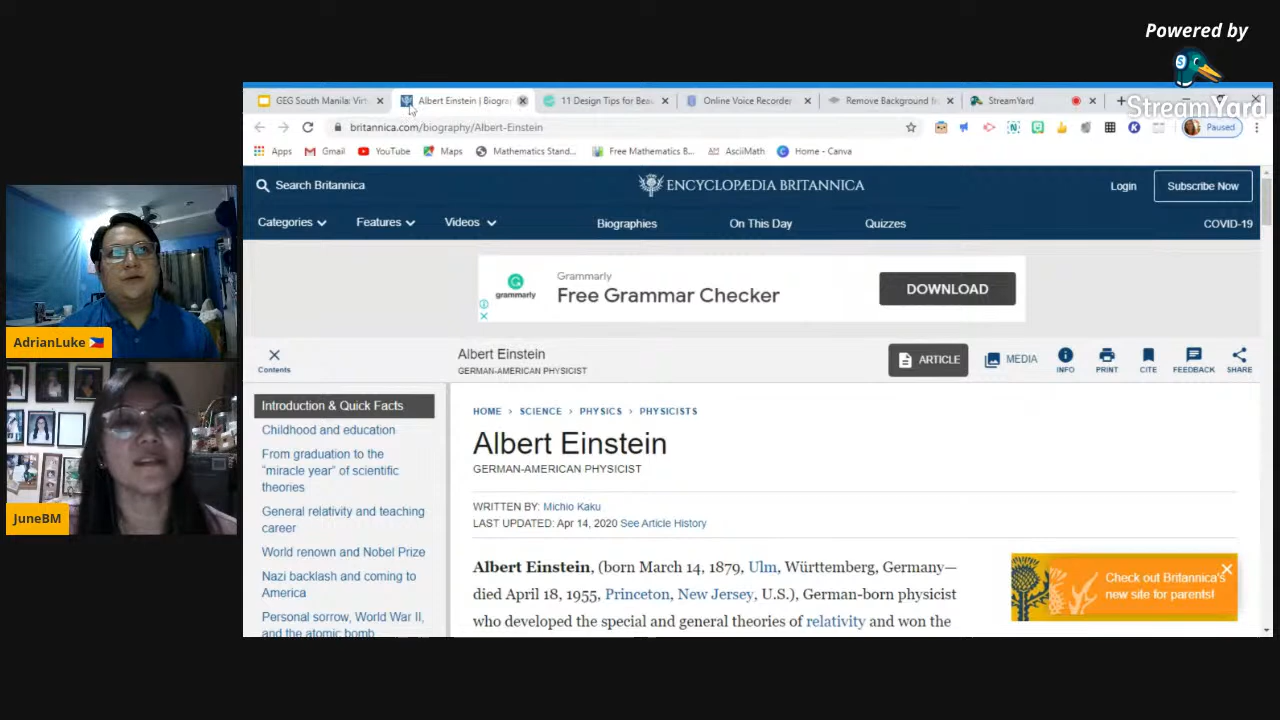 Powered by
StreamYard
GEG South Manila: Virt
Albert Einstein | Biogra
11 Design Tips for Beau
Online Voice Recorder
Remove Background fr
StreamYard
britannica.com/biography/Albert-Einstein
Paused
Apps
Gmail
YouTube
Maps
Mathematics Stand...
Free Mathematics B...
AsciiMath
Home - Canva
Search Britannica
ENCYCLOPÆDIA BRITANNICA
Login
Subscribe Now
Categories
Features
Videos
Biographies
On This Day
Quizzes
COVID-19
grammarly
Grammarly
Free Grammar Checker
DOWNLOAD
Contents
Albert Einstein
GERMAN-AMERICAN PHYSICIST
ARTICLE
MEDIA
INFO
PRINT
CITE
FEEDBACK
SHARE
Introduction & Quick Facts
Childhood and education
From graduation to the
"miracle year" of scientific
theories
General relativity and teaching
career
World renown and Nobel Prize
Nazi backlash and coming to
America
Personal sorrow, World War II,
and the atomic bomb
HOME > SCIENCE > PHYSICS > PHYSICISTS
Albert Einstein
GERMAN-AMERICAN PHYSICIST
WRITTEN BY: Michio Kaku
LAST UPDATED: Apr 14, 2020 See Article History
Albert Einstein, (born March 14, 1879, Ulm, Württemberg, Germany—
died April 18, 1955, Princeton, New Jersey, U.S.), German-born physicist
who developed the special and general theories of relativity and won the
Check out Britannica's
new site for parents!
AdrianLuke
JuneBM